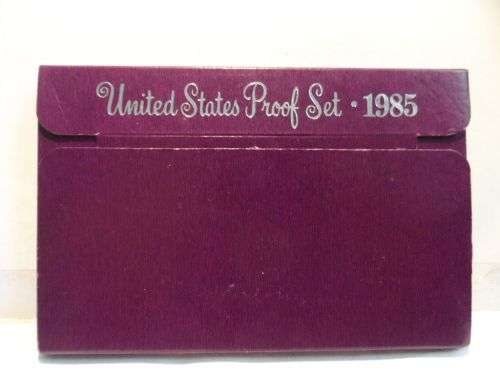 United States Proof Set · 1985